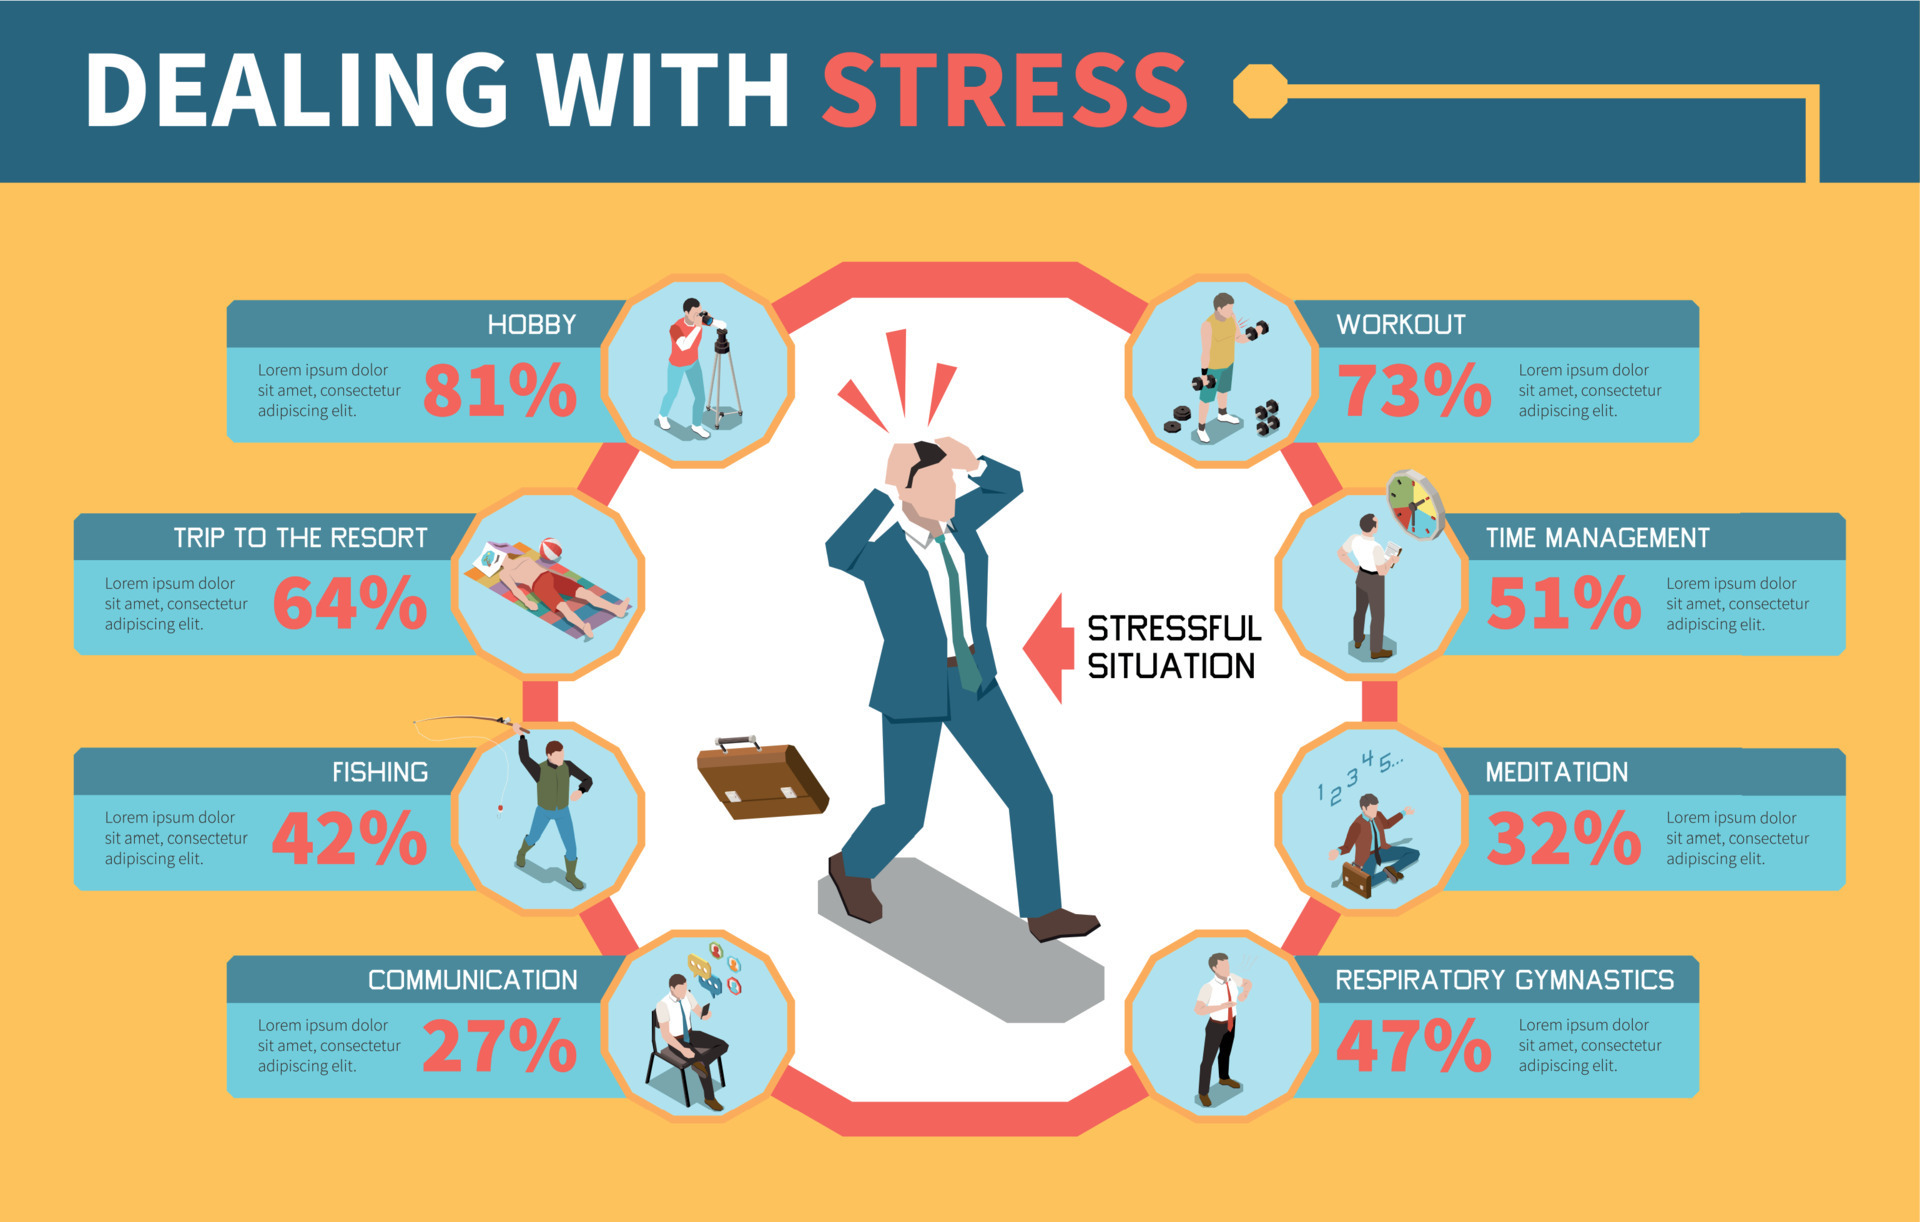 DEALING WITH STRESS
HOBBY
Lorem ipsum dolor
sit amet, consectetur
adipiscing elit.
81%
WORKOUT
73%
Lorem ipsum dolor
sit amet, consectetur
adipiscing elit.
TRIP TO THE RESORT
Lorem ipsum dolor
sit amet, consectetur
adipiscing elit.
64%
TIME MANAGEMENT
51%
Lorem ipsum dolor
sit amet, consectetur
adipiscing elit.
STRESSFUL
SITUATION
FISHING
Lorem ipsum dolor
sit amet, consectetur
adipiscing elit.
42%
1 2 3 4 5...
MEDITATION
32%
Lorem ipsum dolor
sit amet, consectetur
adipiscing elit.
COMMUNICATION
Lorem ipsum dolor
sit amet, consectetur
adipiscing elit.
27%
RESPIRATORY GYMNASTICS
47%
Lorem ipsum dolor
sit amet, consectetur
adipiscing elit.